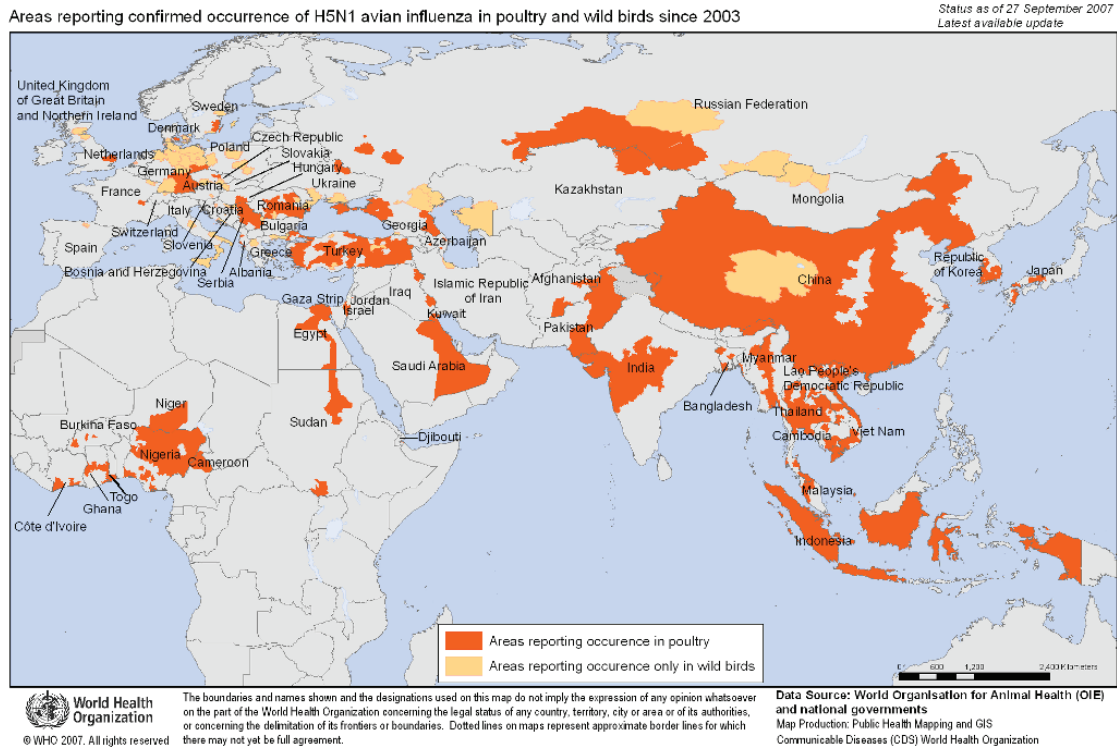 Areas reporting confirmed occurrence of H5N1 avian influenza in poultry and wild birds since 2003
Status as of 27 September 2007
Latest available update
United Kingdom
of Great Britain
and Northern Ireland
Sweden
Denmark
Russian Federation
Netherlands
Poland
Czech Republic
Slovakia
Hungary
Germany
Austria
Ukraine
France
Kazakhstan
Mongolia
Italy
Croatia
Romania
Switzerland
Bulgaria
Georgia
Spain
Slovenia
Greece
Turkey
Azerbaijan
Bosnia and Herzegovina
Albania
Serbia
Republic
of Korea
Japan
China
Gaza Strip
Jordan
Israel
Iraq
Islamic Republic
of Iran
Afghanistan
Kuwait
Egypt
Pakistan
Saudi Arabia
India
Myanmar
Lao People's
Democratic Republic
Bangladesh
Niger
Burkina Faso
Sudan
Djibouti
Thailand
Viet Nam
Cambodia
Nigeria
Cameroon
Togo
Ghana
Côte d'Ivoire
Malaysia
Indonesia
Areas reporting occurence in poultry
Areas reporting occurence only in wild birds
0 600 1,200 2,400 Kilometers
World Health
Organization
© WHO 2007. All rights reserved
The boundaries and names shown and the designations used on this map do not imply the expression of any opinion whatsoever
on the part of the World Health Organization concerning the legal status of any country, territory, city or area or of its authorities,
or concerning the delimitation of its frontiers or boundaries. Dotted lines on maps represent approximate border lines for which
there may not yet be full agreement.
Data Source: World Organisation for Animal Health (OIE)
and national governments
Map Production: Public Health Mapping and GIS
Communicable Diseases (CDS) World Health Organization